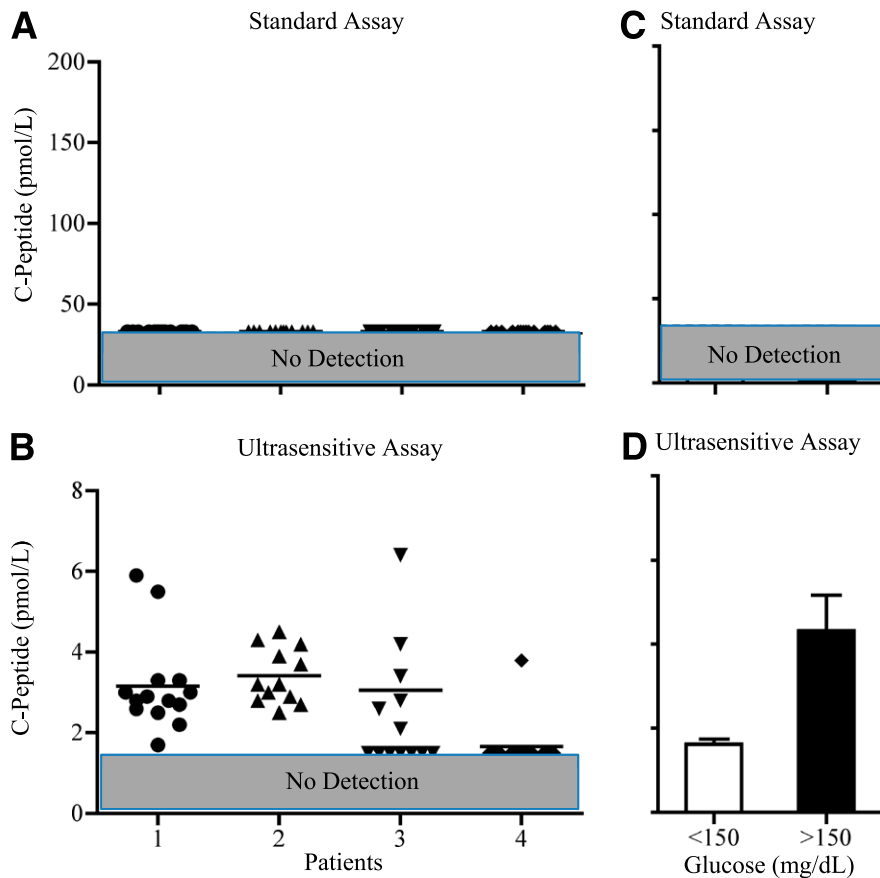 A
Standard Assay
C-Peptide (pmol/L)
200
150
100
50
0
No Detection
B
Ultrasensitive Assay
C-Peptide (pmol/L)
8
6
4
2
0
No Detection
1 2 3 4
Patients
C
Standard Assay
No Detection
D
Ultrasensitive Assay
<150 >150
Glucose (mg/dL)